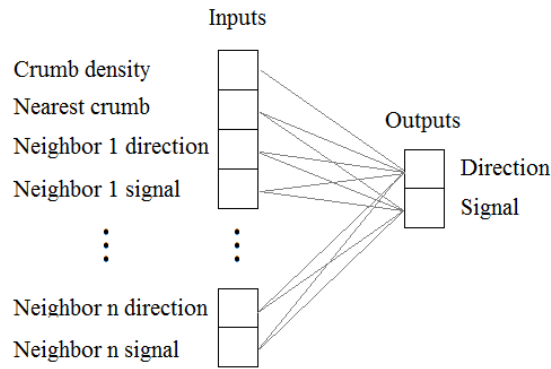 Inputs
Crumb density
Nearest crumb
Neighbor 1 direction
Neighbor 1 signal
Neighbor n direction
Neighbor n signal
Outputs
Direction
Signal